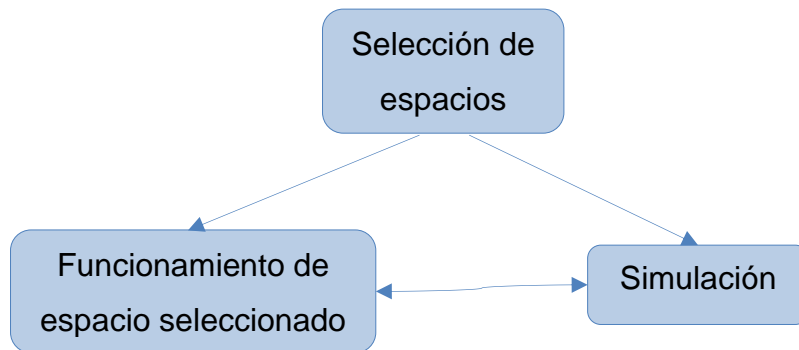 Selección de
espacios
Funcionamiento de
espacio seleccionado
Simulación